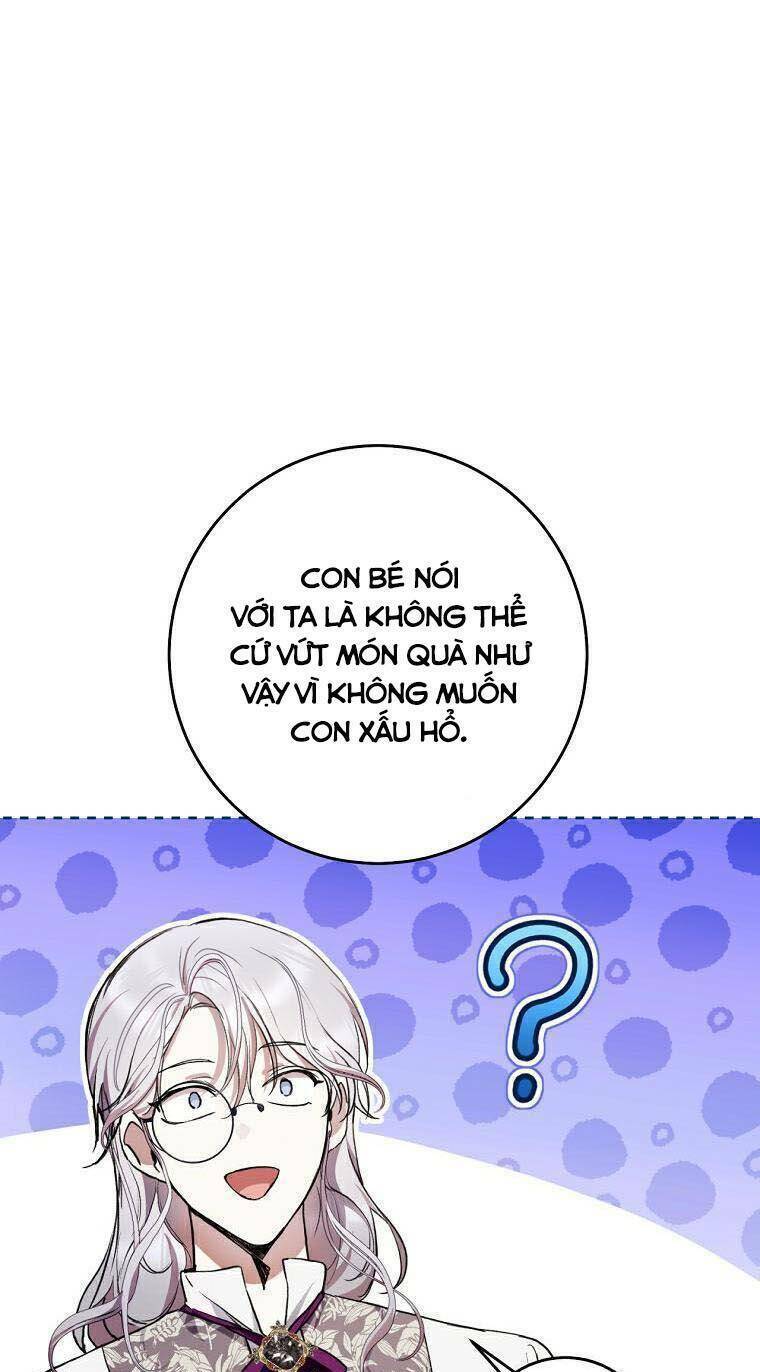 CON BÉ NÓI
VỚI TA LÀ KHÔNG THỂ
CỨ VỨT MÓN QUÀ NHƯ
VẬY VÌ KHÔNG MUỐN
CON XẤU HỔ.
?